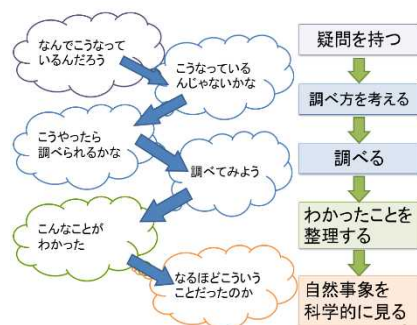 なんでこうなって
いるんだろう
こうなっている
んじゃないかな
こうやったら
調べられるかな
調べてみよう
こんなことが
わかった
なるほどこういう
ことだったのか
疑問を持つ
調べ方を考える
調べる
わかったことを
整理する
自然事象を
科学的に見る